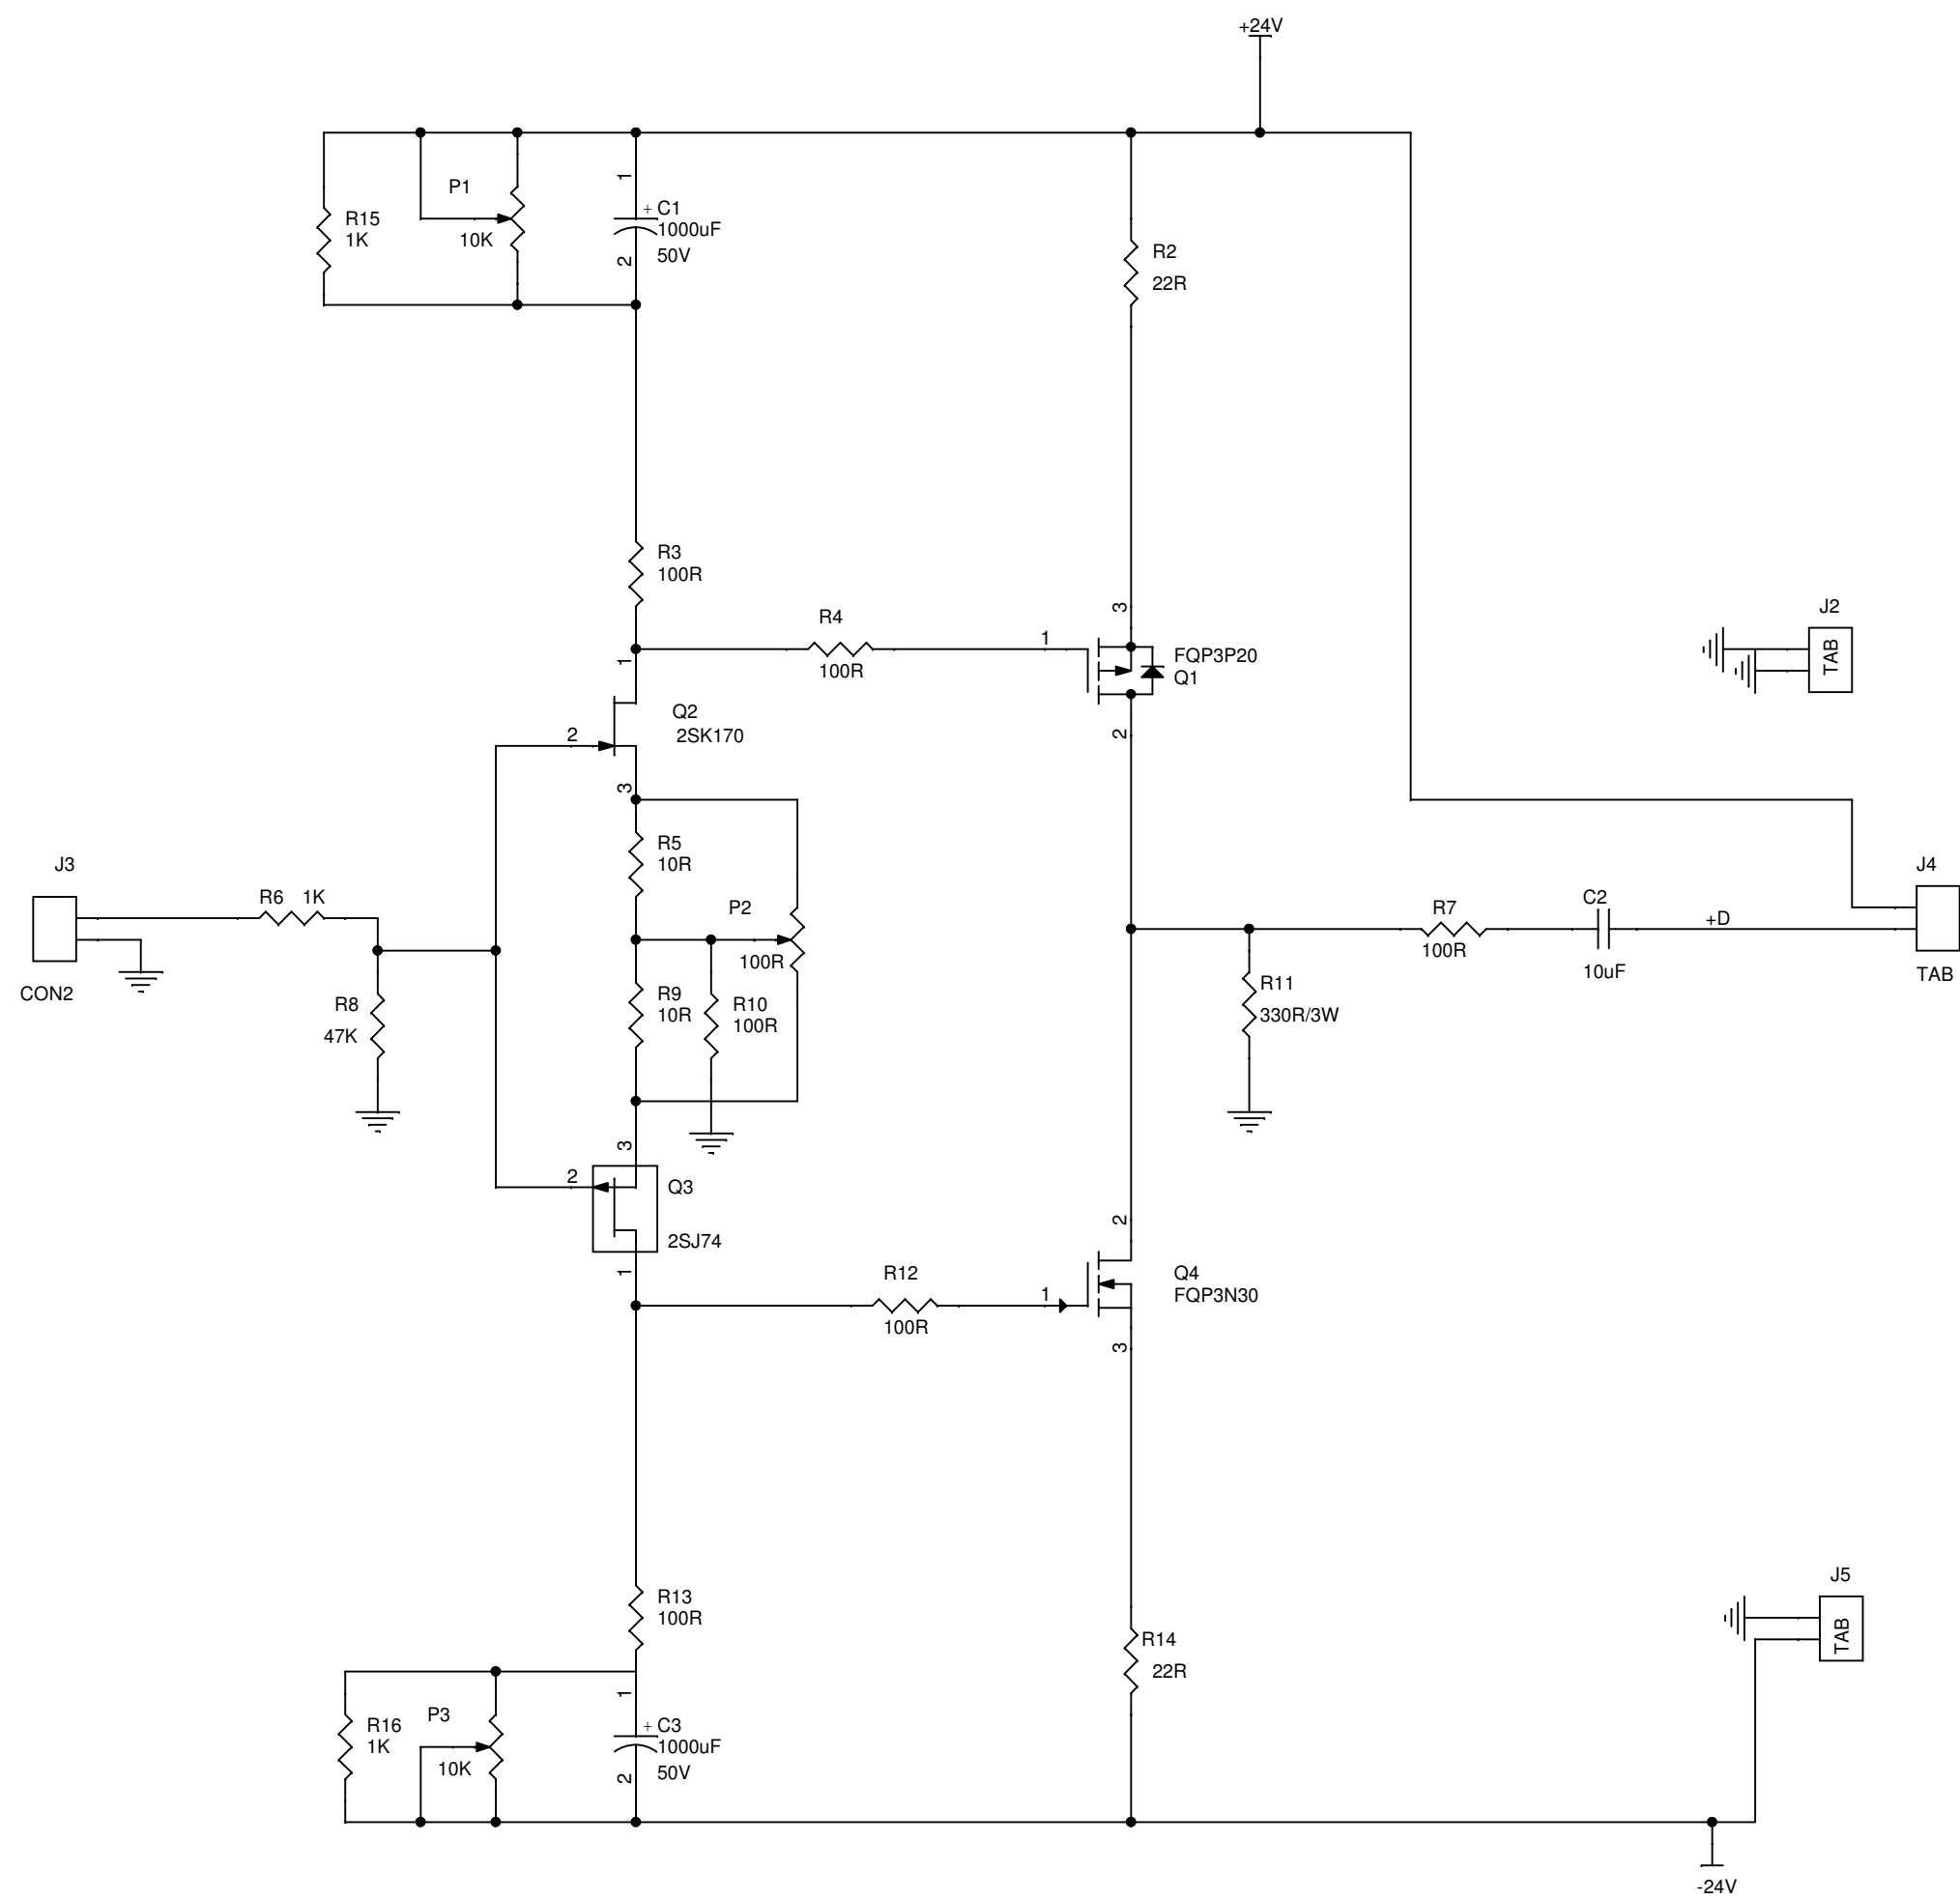 +24V
1
P1
R15
1K
10K
+ C1
1000uF
50V
2
R2
22R
R3
100R
R4
100R
1
1
3
FQP3P20
Q1
2
J2
TAB
Q2
2SK170
2
3
R5
10R
P2
100R
J3
CON2
R6 1K
R8
47K
R9
10R
R10
100R
R11
330R/3W
R7
100R
C2
10uF
+D
J4
TAB
3
2
Q3
2SJ74
1
R12
100R
1
2
Q4
FQP3N30
3
R13
100R
R14
22R
J5
TAB
1
P3
R16
1K
10K
+ C3
1000uF
50V
2
-24V